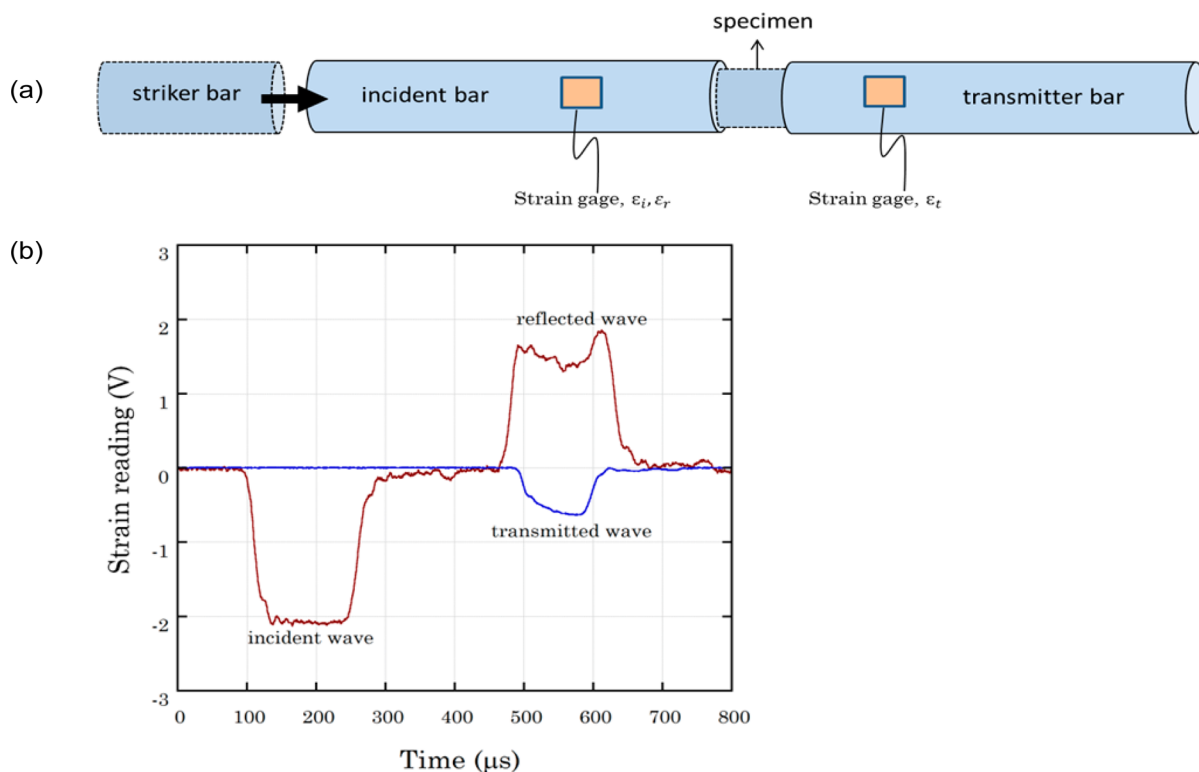 specimen
(a)
striker bar
incident bar
transmitter bar
Strain gage, εi, εr
Strain gage, εt
(b)
3
2
1
0
-1
-2
-3
Strain reading (V)
reflected wave
transmitted wave
incident wave
0 100 200 300 400 500 600 700 800
Time (μs)